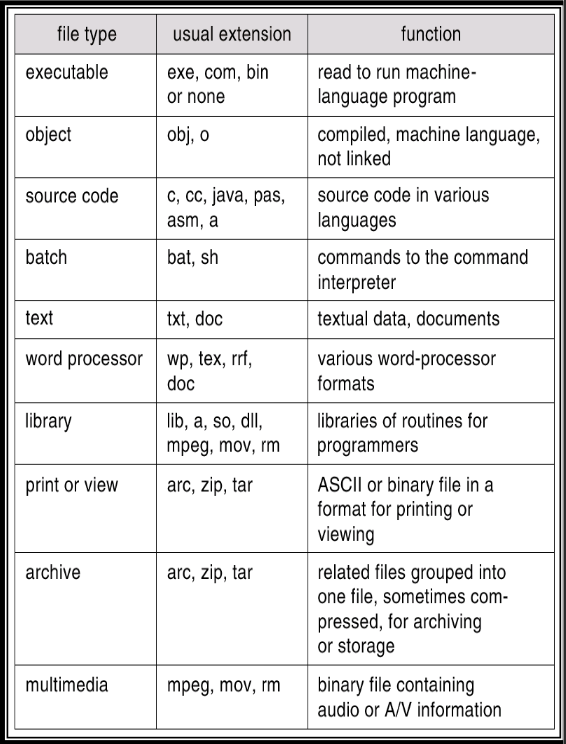 file type usual extension function
executable exe, com, bin read to run machine-
or none language program
object obj, o compiled, machine language,
not linked
source code c, cc, java, pas, source code in various
asm, a languages
batch bat, sh commands to the command
interpreter
text txt, doc textual data, documents
word processor wp, tex, rrf, various word-processor
doc formats
library lib, a, so, dll, libraries of routines for
mpeg, mov, rm programmers
print or view arc, zip, tar ASCII or binary file in a
format for printing or
viewing
archive arc, zip, tar related files grouped into
one file, sometimes com-
pressed, for archiving
or storage
multimedia mpeg, mov, rm binary file containing
audio or A/V information